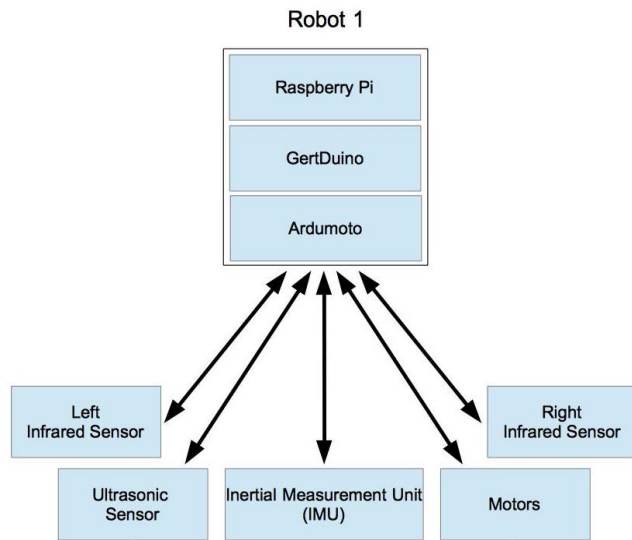 Robot 1
Raspberry Pi
GertDuino
Ardumoto
Left
Infrared Sensor
Right
Infrared Sensor
Ultrasonic
Sensor
Inertial Measurement Unit
(IMU)
Motors